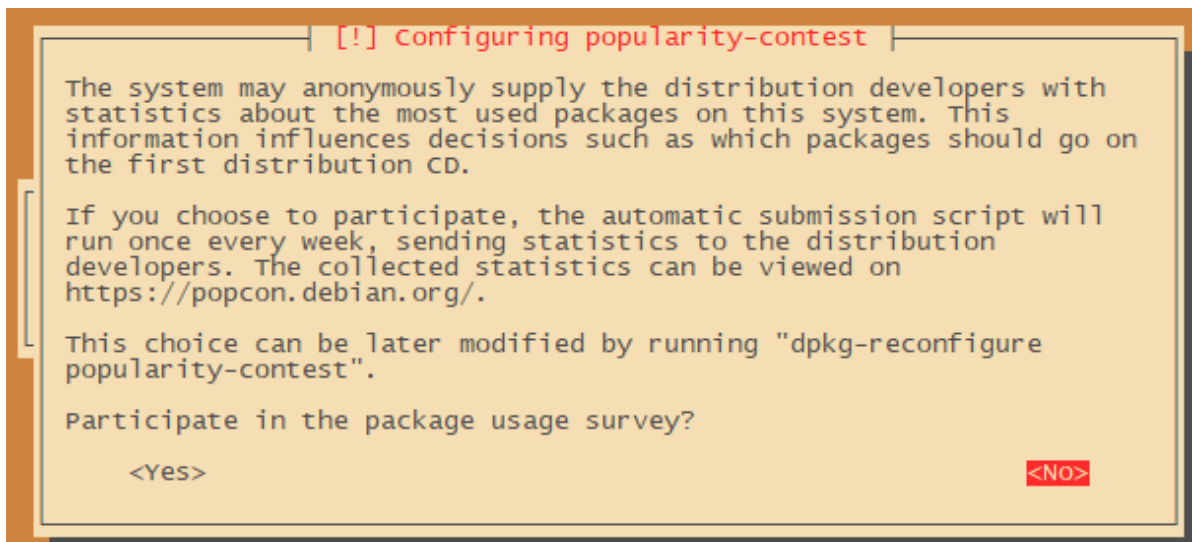 [!] Configuring popularity-contest
The system may anonymously supply the distribution developers with
statistics about the most used packages on this system. This
information influences decisions such as which packages should go on
the first distribution CD.
If you choose to participate, the automatic submission script will
run once every week, sending statistics to the distribution
developers. The collected statistics can be viewed on
https://popcon.debian.org/.
This choice can be later modified by running "dpkg-reconfigure
popularity-contest".
Participate in the package usage survey?
<Yes> <No>